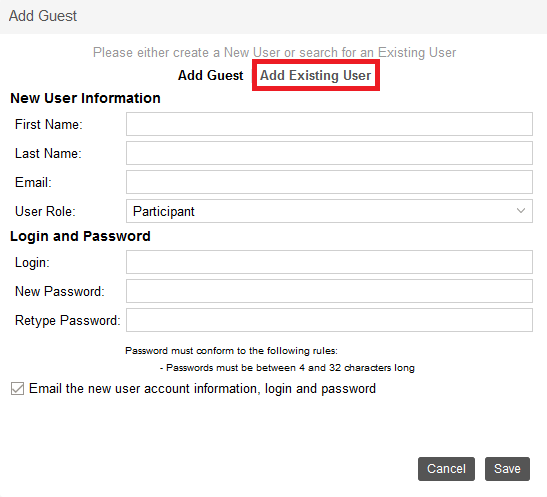 Add Guest
Please either create a New User or search for an Existing User
Add Guest Add Existing User
New User Information
First Name:
Last Name:
Email:
User Role: Participant
Login and Password
Login:
New Password:
Retype Password:
Password must conform to the following rules:
- Passwords must be between 4 and 32 characters long
Email the new user account information, login and password
Cancel Save